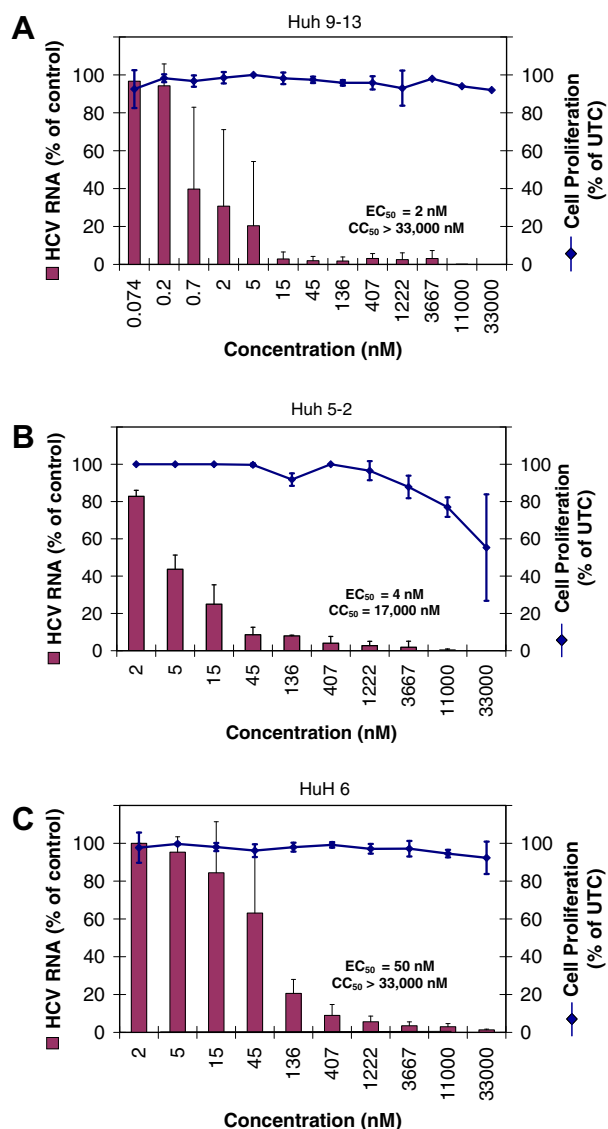 A
Huh 9-13
HCV RNA (% of control)
100
80
60
40
20
0
EC50 = 2 nM
CC50 > 33,000 nM
100
80
60
40
20
0
Cell Proliferation
(% of UTC)
0.074
0.2
0.7
2
5
15
45
136
407
1222
3667
11000
33000
Concentration (nM)
B
Huh 5-2
HCV RNA (% of control)
100
80
60
40
20
0
EC50 = 4 nM
CC50 = 17,000 nM
100
80
60
40
20
0
Cell Proliferation
(% of UTC)
2
5
15
45
136
407
1222
3667
11000
33000
Concentration (nM)
C
HuH 6
HCV RNA (% of control)
100
80
60
40
20
0
EC50 = 50 nM
CC50 > 33,000 nM
100
80
60
40
20
0
Cell Proliferation
(% of UTC)
2
5
15
45
136
407
1222
3667
11000
33000
Concentration (nM)